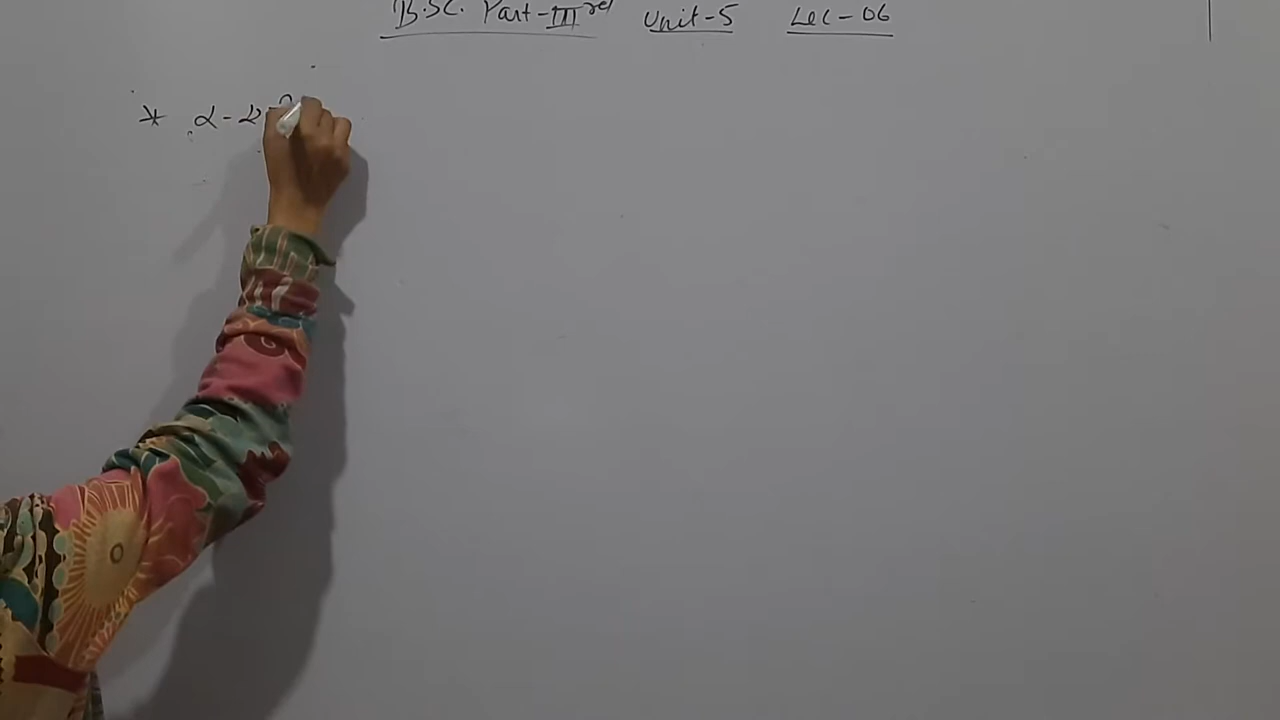 B.SC. Part-III rd Unit-5 Lec-06
* α-